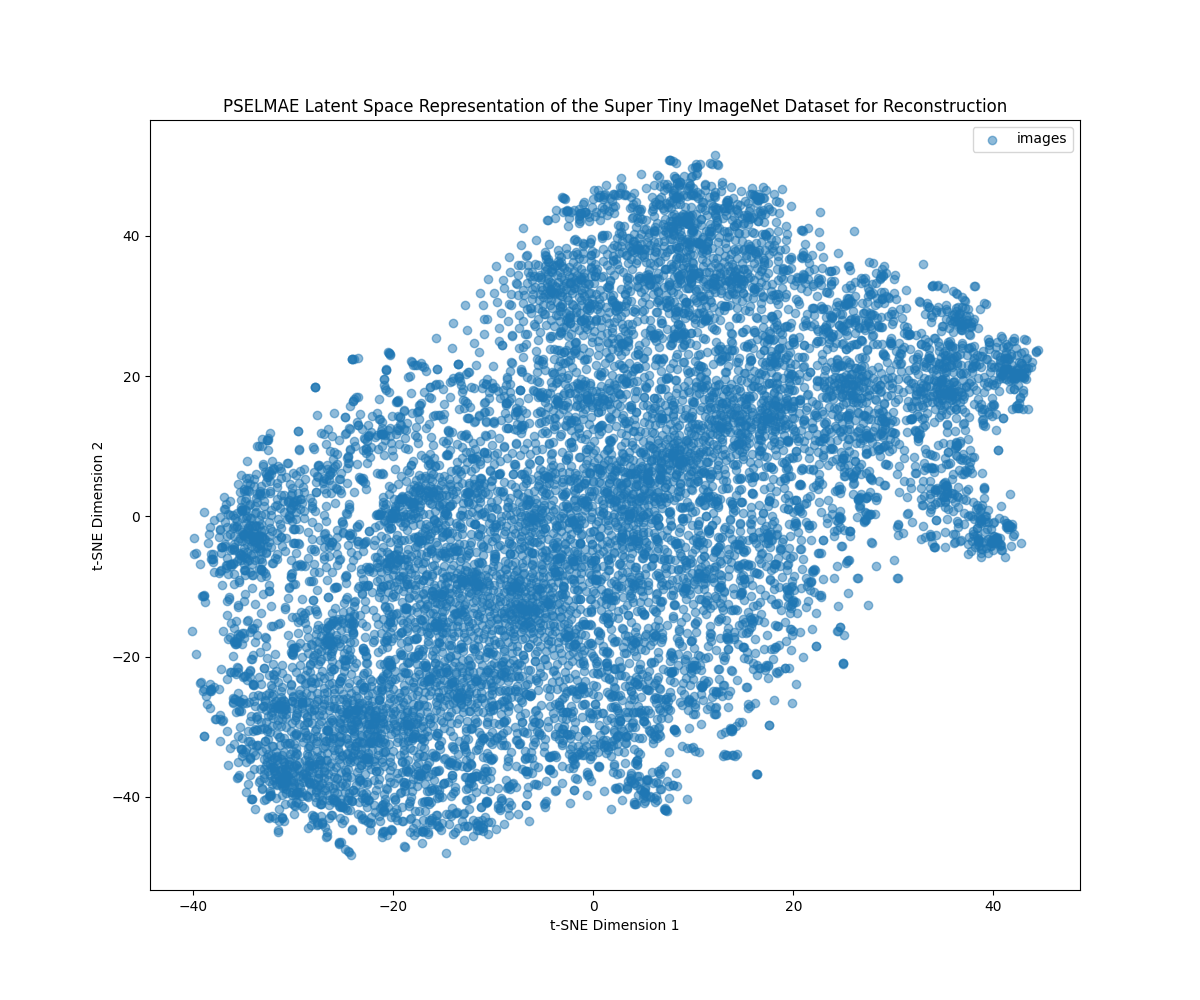 PSELMAE Latent Space Representation of the Super Tiny ImageNet Dataset for Reconstruction
images
40
20
0
−20
−40
t-SNE Dimension 2
−40 −20 0 20 40
t-SNE Dimension 1